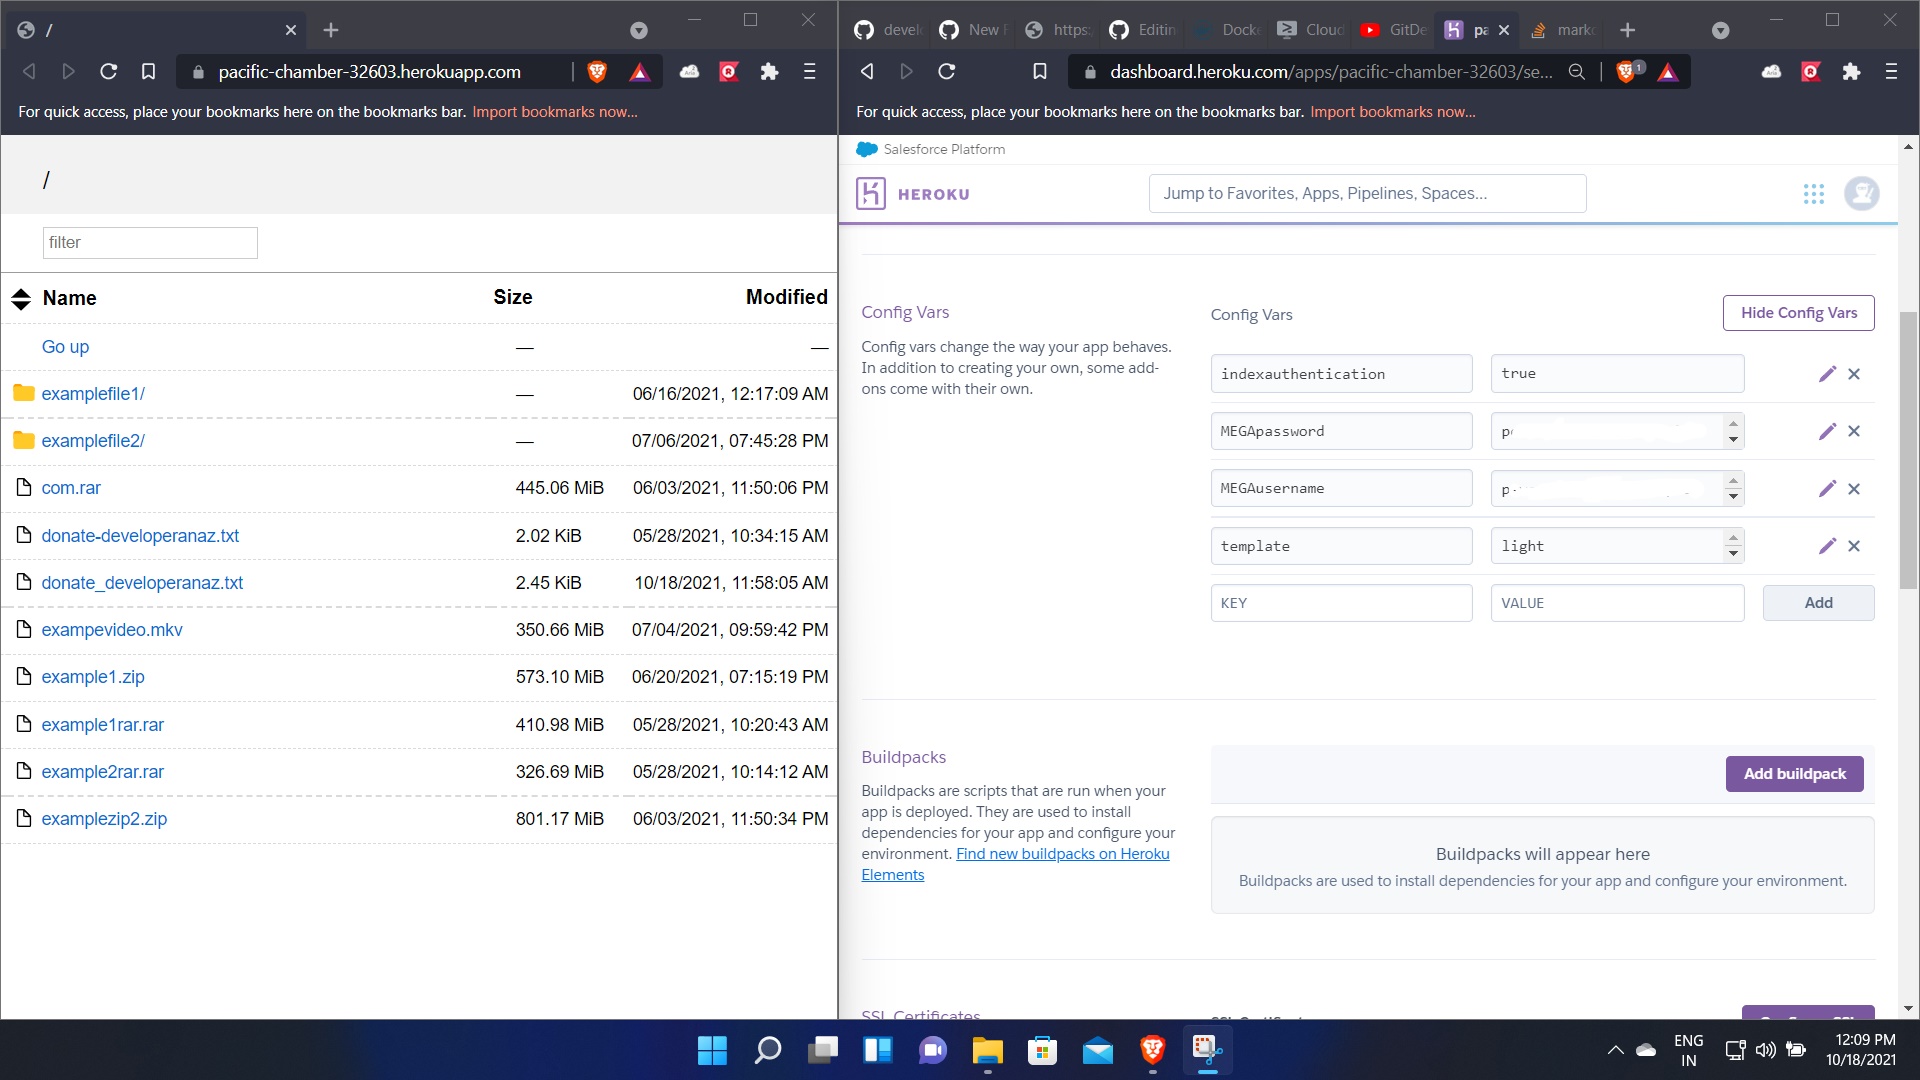 /
pacific-chamber-32603.herokuapp.com
For quick access, place your bookmarks here on the bookmarks bar. Import bookmarks now...
/
filter
Name Size Modified
Go up — —
examplefile1/ — 06/16/2021, 12:17:09 AM
examplefile2/ — 07/06/2021, 07:45:28 PM
com.rar 445.06 MiB 06/03/2021, 11:50:06 PM
donate-developeranaz.txt 2.02 KiB 05/28/2021, 10:34:15 AM
donate_developeranaz.txt 2.45 KiB 10/18/2021, 11:58:05 AM
exampevideo.mkv 350.66 MiB 07/04/2021, 09:59:42 PM
example1.zip 573.10 MiB 06/20/2021, 07:15:19 PM
example1rar.rar 410.98 MiB 05/28/2021, 10:20:43 AM
example2rar.rar 326.69 MiB 05/28/2021, 10:14:12 AM
examplezip2.zip 801.17 MiB 06/03/2021, 11:50:34 PM
develo New https: Editin Docke Cloud GitDe pa marko
dashboard.heroku.com/apps/pacific-chamber-32603/se... 1
For quick access, place your bookmarks here on the bookmarks bar. Import bookmarks now...
Salesforce Platform
HEROKU Jump to Favorites, Apps, Pipelines, Spaces...
Config Vars
Config vars change the way your app behaves.
In addition to creating your own, some add-
ons come with their own.
Config Vars Hide Config Vars
indexauthentication true
MEGApassword p
MEGAusername p
template light
KEY VALUE Add
Buildpacks
Buildpacks are scripts that are run when your
app is deployed. They are used to install
dependencies for your app and configure your
environment. Find new buildpacks on Heroku
Elements
Add buildpack
Buildpacks will appear here
Buildpacks are used to install dependencies for your app and configure your environment.
SSL Certificates
ENG
IN
12:09 PM
10/18/2021